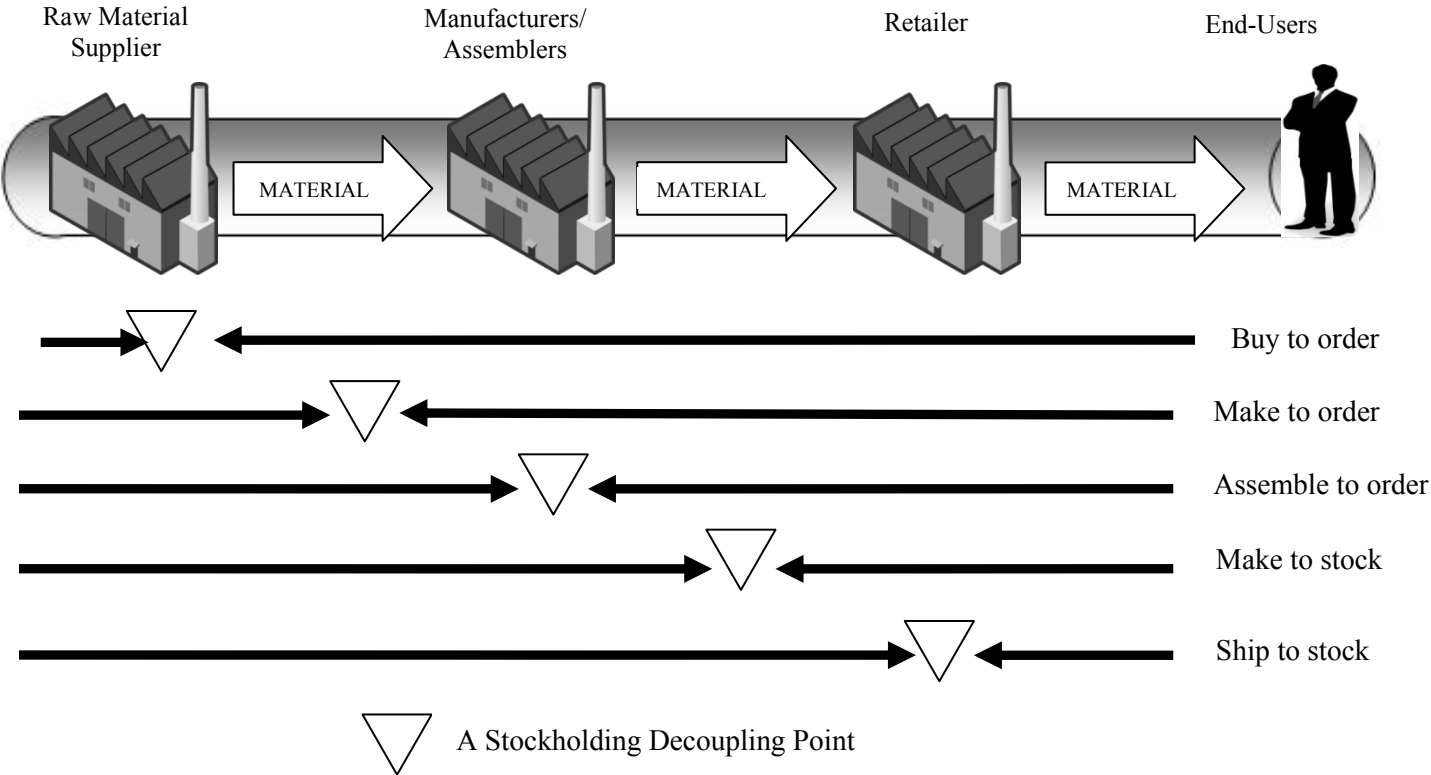 Raw Material
Supplier
Manufacturers/
Assemblers
Retailer
End-Users
MATERIAL
MATERIAL
MATERIAL
Buy to order
Make to order
Assemble to order
Make to stock
Ship to stock
A Stockholding Decoupling Point